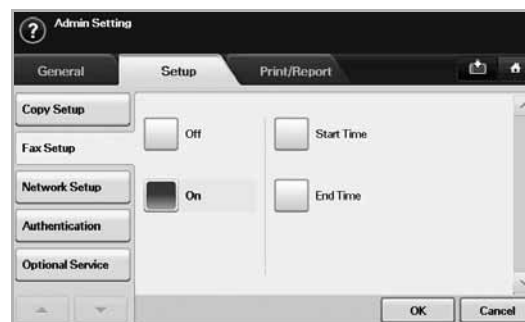 ? Admin Setting
General Setup Print/Report
Copy Setup
Off Start Time
Fax Setup
Network Setup
On End Time
Authentication
Optional Service
OK Cancel